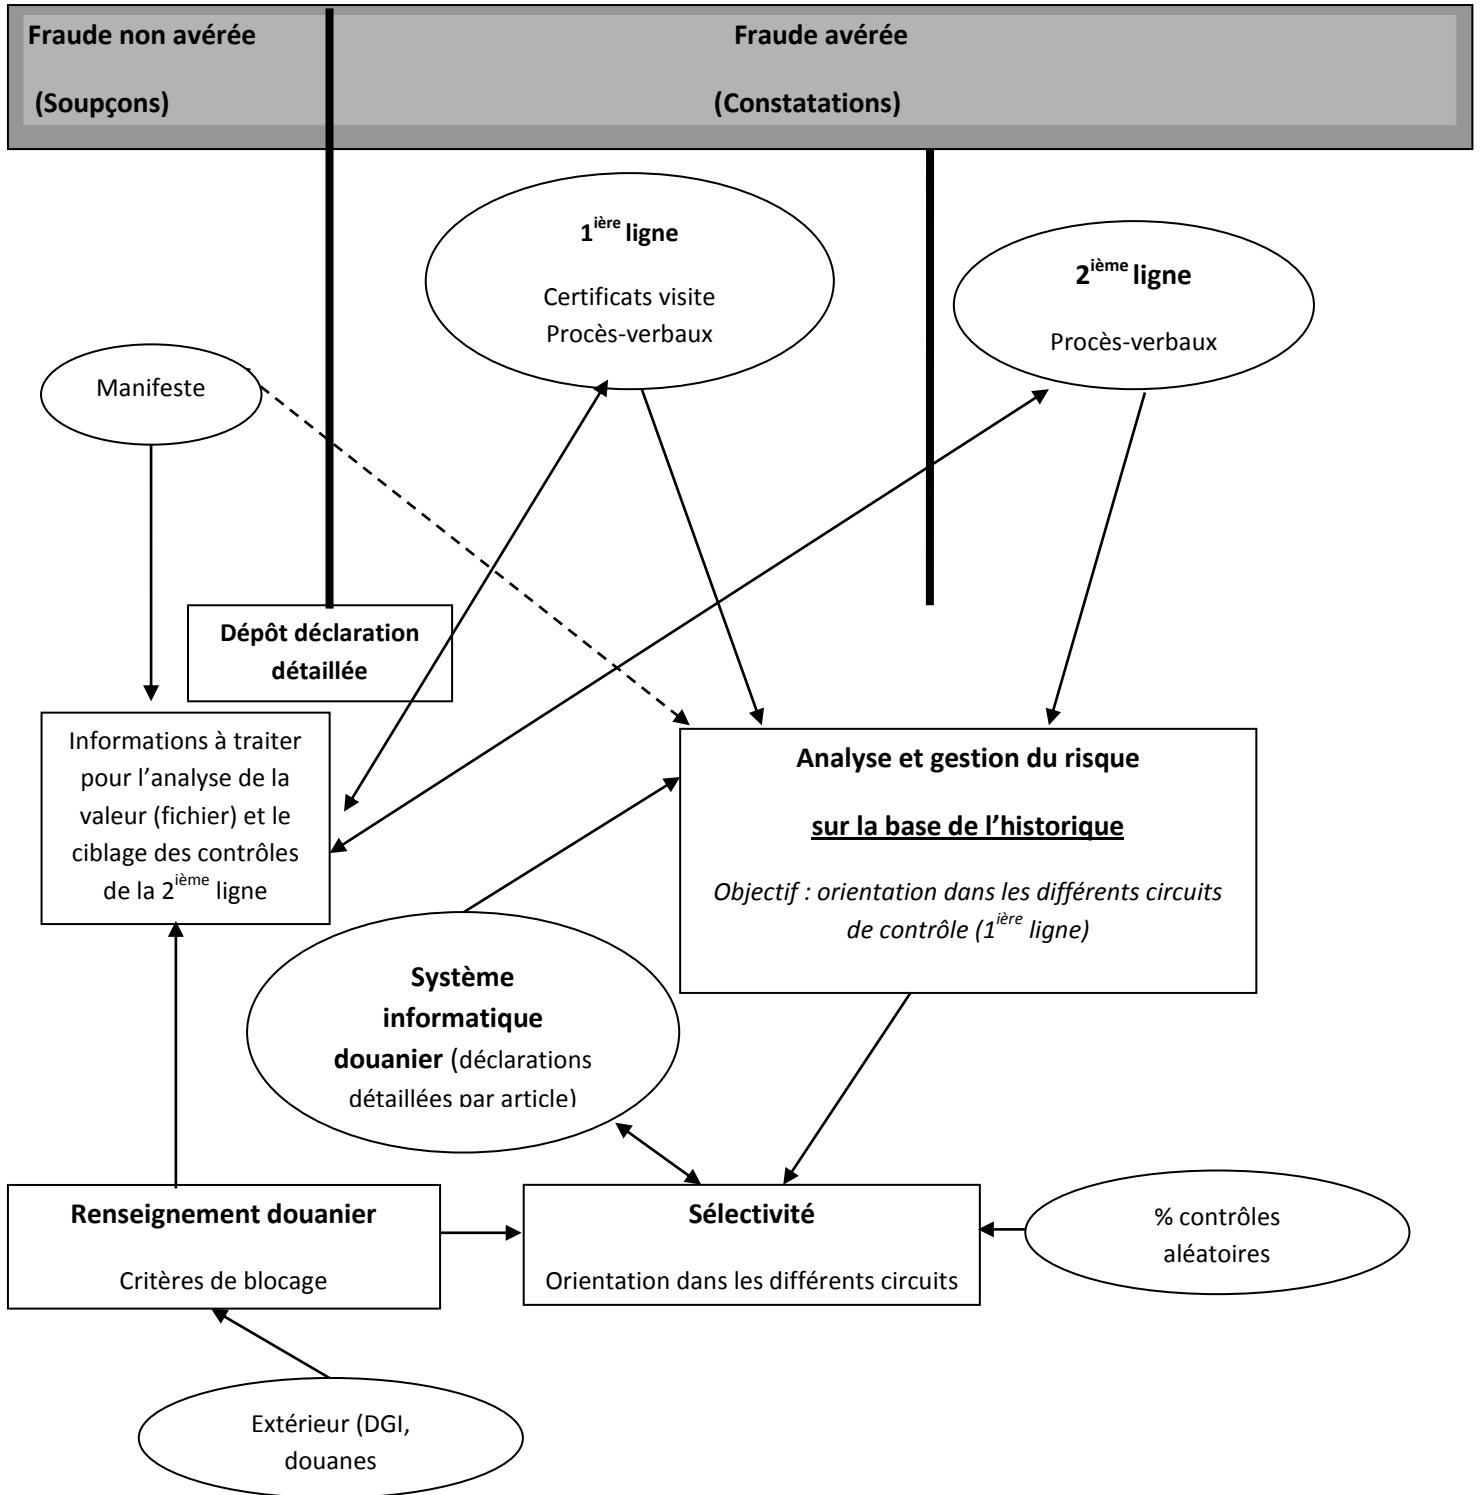 Fraude non avérée
Fraude avérée
(Soupçons)
(Constatations)
1ière ligne
Certificats visite
Procès-verbaux
2ième ligne
Procès-verbaux
Manifeste
Dépôt déclaration
détaillée
Informations à traiter
pour l’analyse de la
valeur (fichier) et le
ciblage des contrôles
de la 2ième ligne
Analyse et gestion du risque
sur la base de l’historique
Objectif : orientation dans les différents circuits
de contrôle (1ière ligne)
Système
informatique
douanier (déclarations
détaillées par article)
Renseignement douanier
Critères de blocage
Sélectivité
Orientation dans les différents circuits
% contrôles
aléatoires
Extérieur (DGI,
douanes